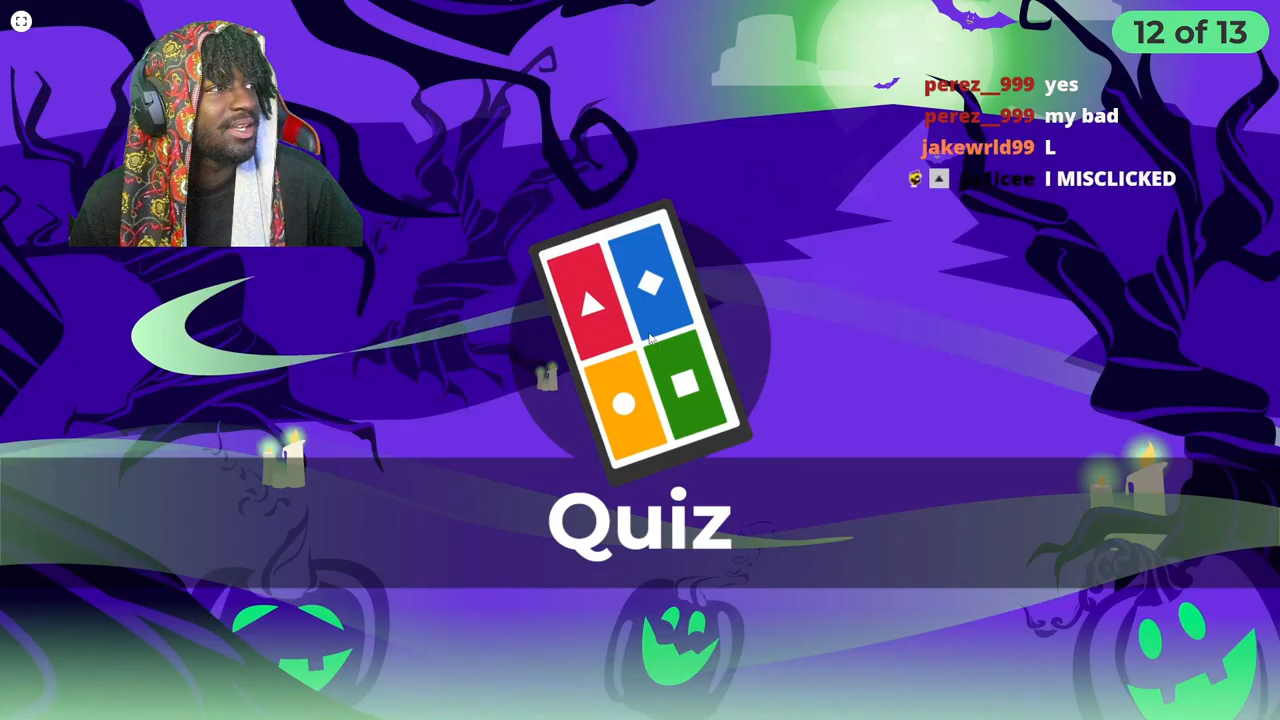 12 of 13
perez__999 yes
perez__999 my bad
jakewrld99 L
I MISCLICKED
Quiz